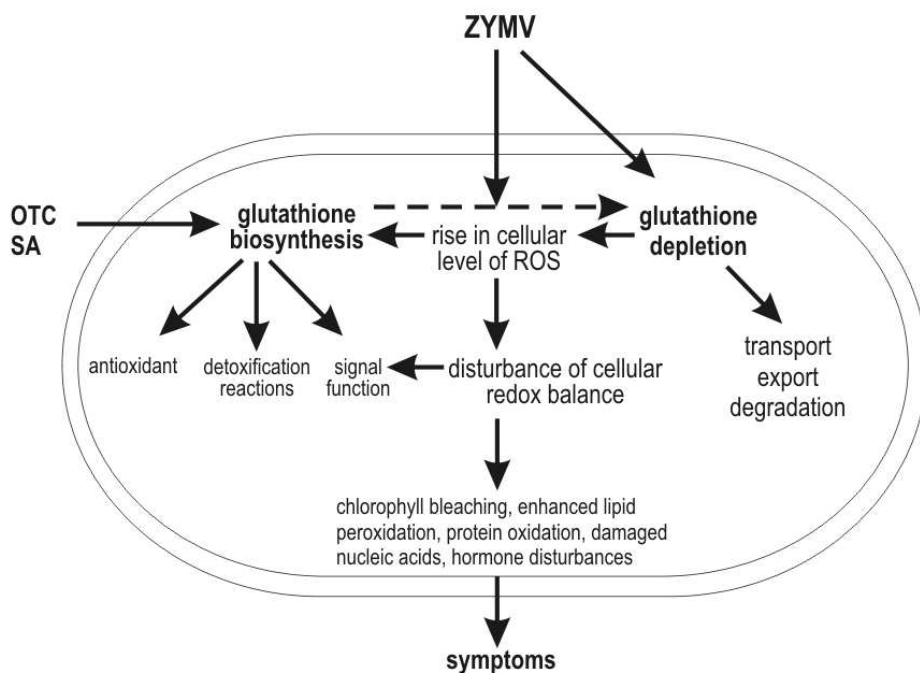 ZYMV
OTC
SA
glutathione
biosynthesis
rise in cellular
level of ROS
glutathione
depletion
antioxidant
detoxification
reactions
signal
function
disturbance of cellular
redox balance
transport
export
degradation
chlorophyll bleaching, enhanced lipid
peroxidation, protein oxidation, damaged
nucleic acids, hormone disturbances
symptoms